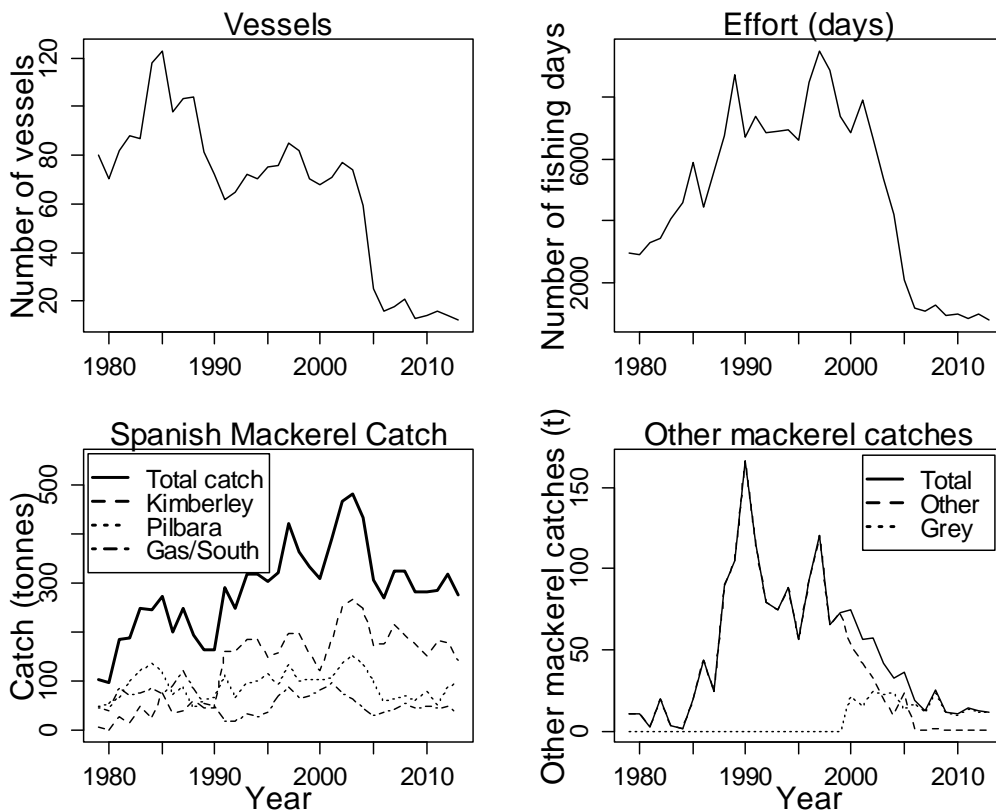 Vessels
Number of vessels
120
80
60
40
20
1980 1990 2000 2010
Effort (days)
Number of fishing days
6000
2000
1980 1990 2000 2010
Spanish Mackerel Catch
Catch (tonnes)
500
300
100
0
Total catch
Kimberley
Pilbara
Gas/South
1980 1990 2000 2010
Year
Other mackerel catches
Other mackerel catches (t)
150
100
50
0
Total
Other
Grey
1980 1990 2000 2010
Year